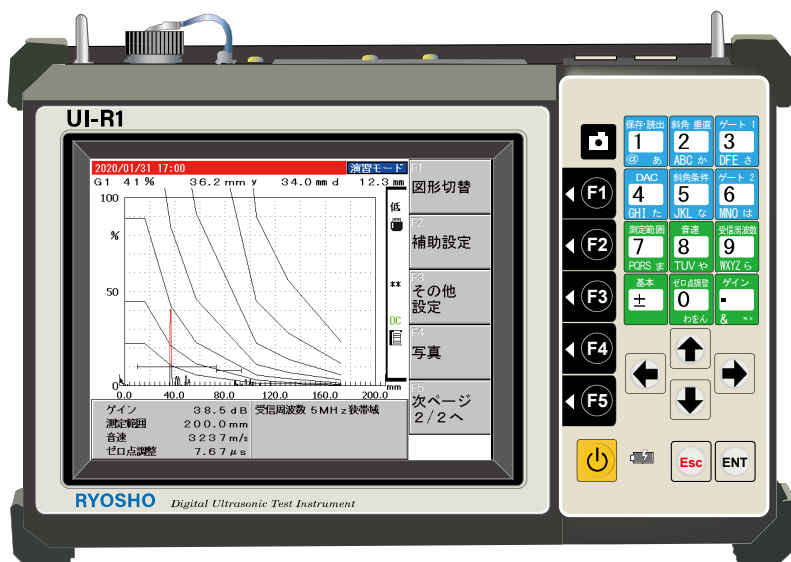 UI-R1
2020/01/31 17:00 演習モード
G1 41% 36.2mm y 34.0mm d 12.3mm
100
%
50
0
0.0 40.0 80.0 120.0 160.0 200.0
mm
低
**
DC
F1
図形切替
F2
補助設定
F3
その他
設定
F4
写真
F5
次ページ
2/2へ
ゲイン 38.5dB 受信周波数 5MHz狭帯域
測定範囲 200.0mm
音速 3237m/s
ゼロ点調整 7.67μs
RYOSHO Digital Ultrasonic Test Instrument
F1
F2
F3
F4
F5
保存・読出 斜角・垂直 ゲート 1
1 2 3
@ あ ABC か DFE さ
DAC 斜角条件 ゲート 2
4 5 6
GHI た JKL な MNO は
測定範囲 音速 受信周波数
7 8 9
PQRS ま TUV や WXYZ ら
基本 ゼロ点調整 ゲイン
± 0 -
わをん & "。
Esc ENT